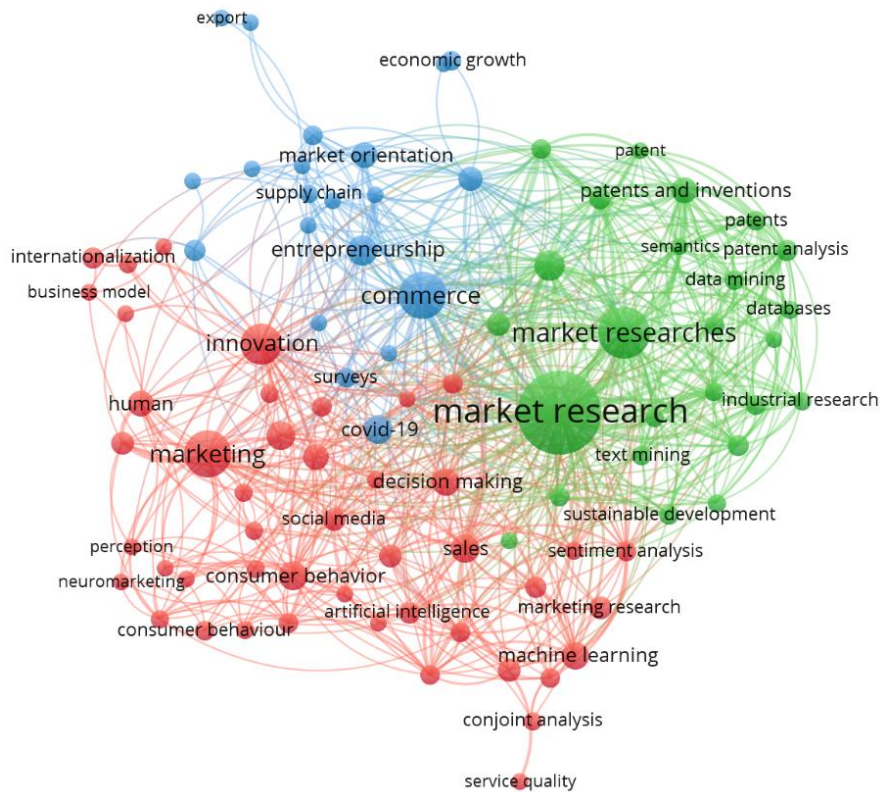 export
economic growth
market orientation
patent
supply chain
patents and inventions
patents
internationalization
entrepreneurship
semantics
patent analysis
business model
commerce
data mining
databases
innovation
market researches
surveys
human
market research
industrial research
covid-19
marketing
text mining
decision making
social media
sustainable development
perception
sales
sentiment analysis
neuromarketing
consumer behavior
artificial intelligence
marketing research
consumer behaviour
machine learning
conjoint analysis
service quality